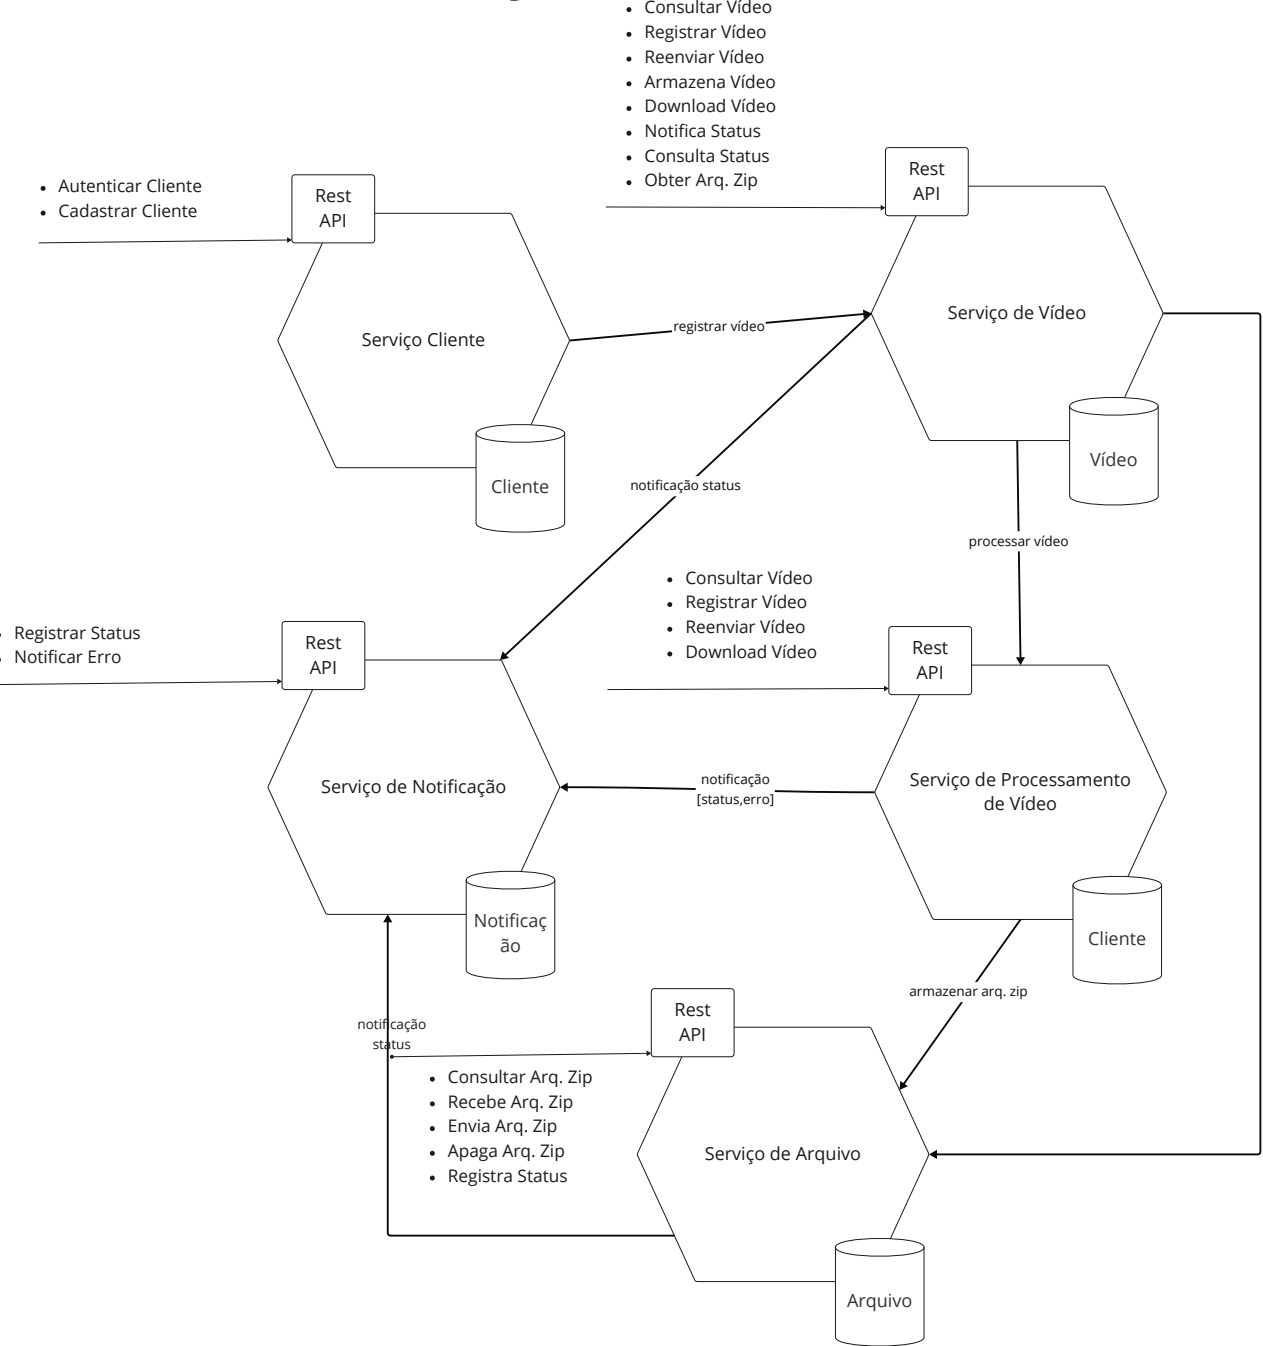 Consultar Vídeo
Registrar Vídeo
Reenviar Vídeo
Armazena Vídeo
Download Vídeo
Notifica Status
Consulta Status
Obter Arq. Zip
Autenticar Cliente
Cadastrar Cliente
Rest
API
Rest
API
Serviço Cliente
Serviço de Vídeo
registrar vídeo
Cliente
Vídeo
notificação status
processar vídeo
Consultar Vídeo
Registrar Vídeo
Reenviar Vídeo
Download Vídeo
Registrar Status
Notificar Erro
Rest
API
Rest
API
Serviço de Notificação
notificação
[status,erro]
Serviço de Processamento
de Vídeo
Notificaç
ão
Cliente
armazenar arq. zip
notificação
status
Rest
API
Consultar Arq. Zip
Recebe Arq. Zip
Envia Arq. Zip
Apaga Arq. Zip
Registra Status
Serviço de Arquivo
Arquivo